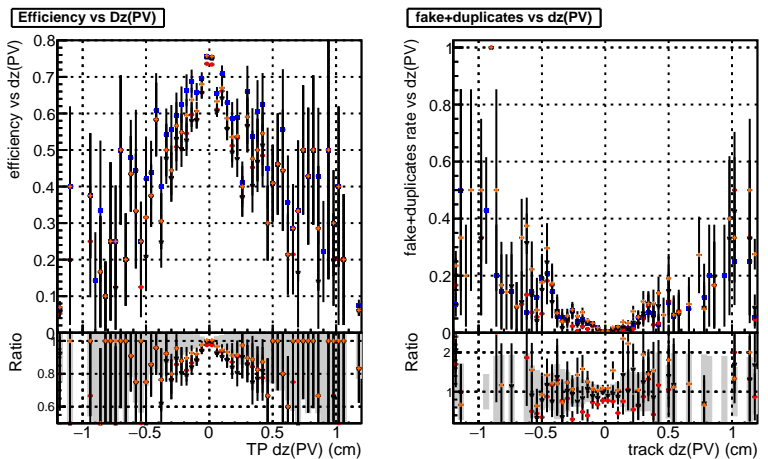 Efficiency vs Dz(PV)
efficiency vs dz(PV)
0.8
0.7
0.6
0.5
0.4
0.3
0.2
0.1
0
Ratio
1
0.8
0.6
−1 −0.5 0 0.5 1
TP dz(PV) (cm)
fake+duplicates vs dz(PV)
fake+duplicates rate vs dz(PV)
1
0.8
0.6
0.4
0.2
0
Ratio
2
1
−1 −0.5 0 0.5 1
track dz(PV) (cm)